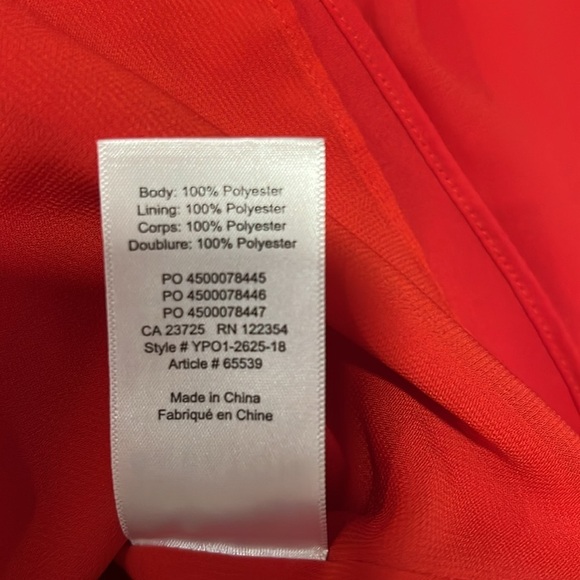 Body: 100% Polyester
Lining: 100% Polyester
Corps: 100% Polyester
Doublure: 100% Polyester
PO 4500078445
PO 4500078446
PO 4500078447
CA 23725 RN 122354
Style # YPO1-2625-18
Article # 65539
Made in China
Fabriqué en Chine